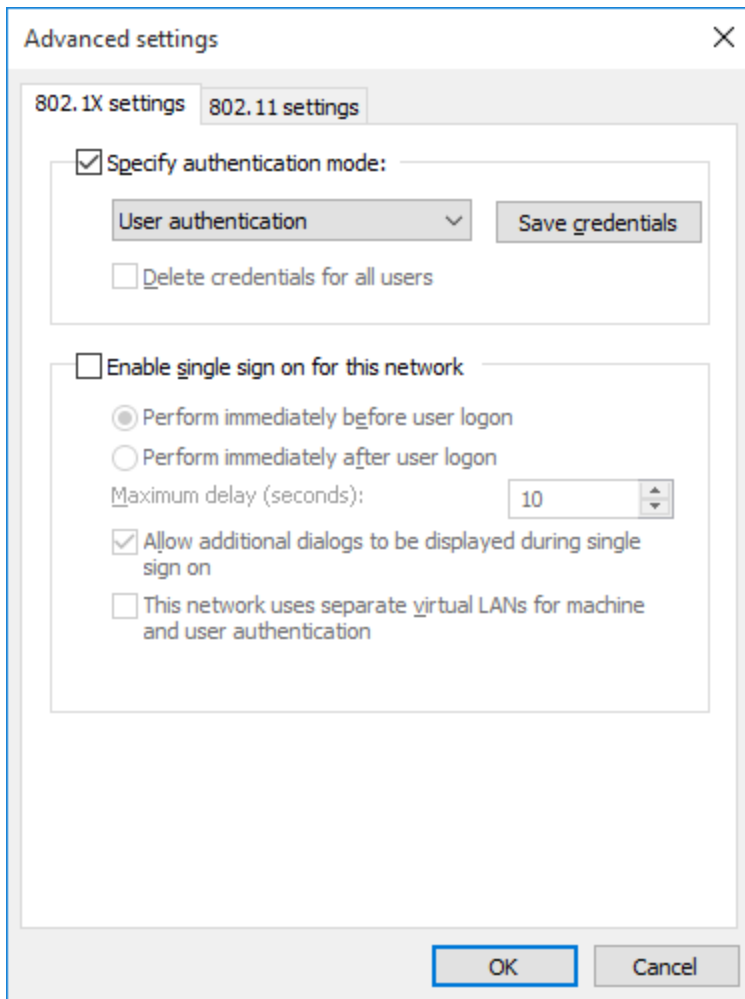 Advanced settings
802.1X settings
802.11 settings
Specify authentication mode:
User authentication
Save credentials
Delete credentials for all users
Enable single sign on for this network
Perform immediately before user logon
Perform immediately after user logon
Maximum delay (seconds):
10
Allow additional dialogs to be displayed during single
sign on
This network uses separate virtual LANs for machine
and user authentication
OK
Cancel